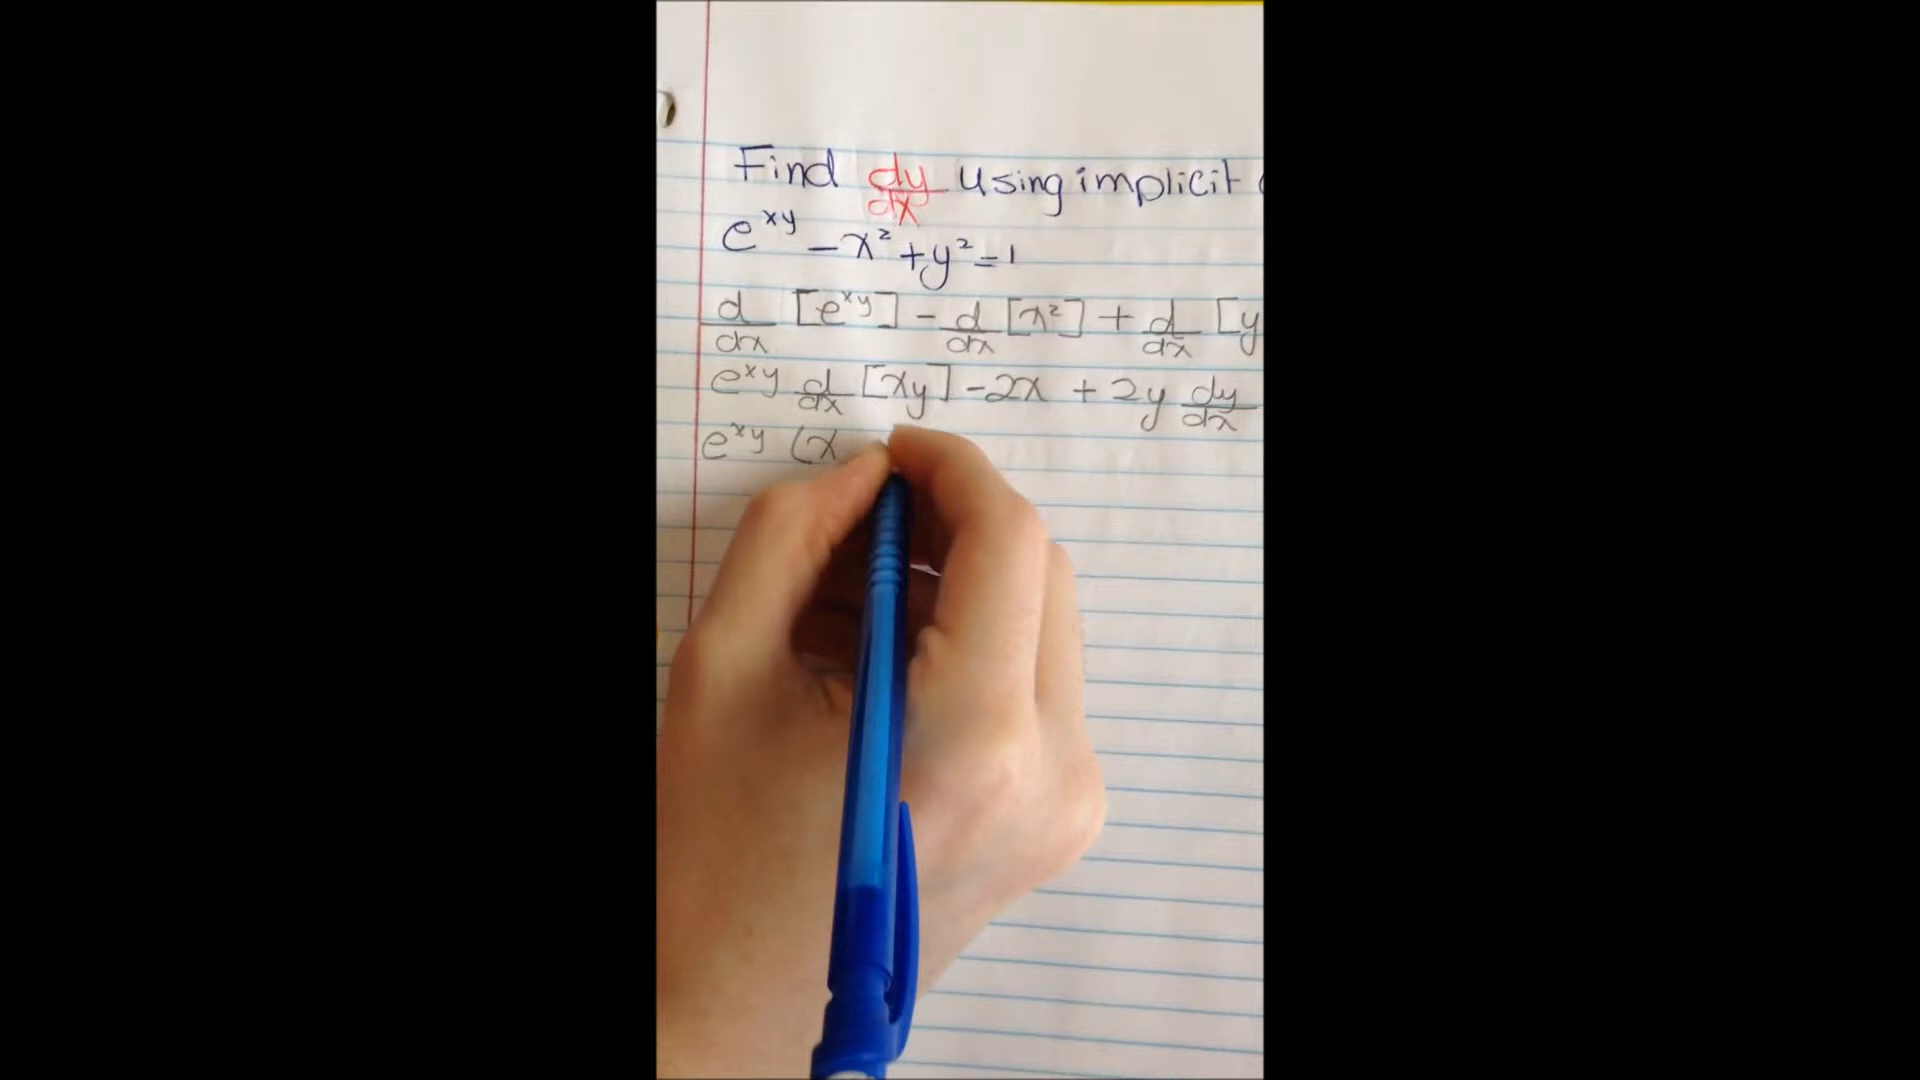 Find dy/dx using implicit
e^xy - x² + y² = 1
d/dx [e^xy] - d/dx [x²] + d/dx [y
e^xy d/dx [xy] - 2x + 2y dy/dx
e^xy (x